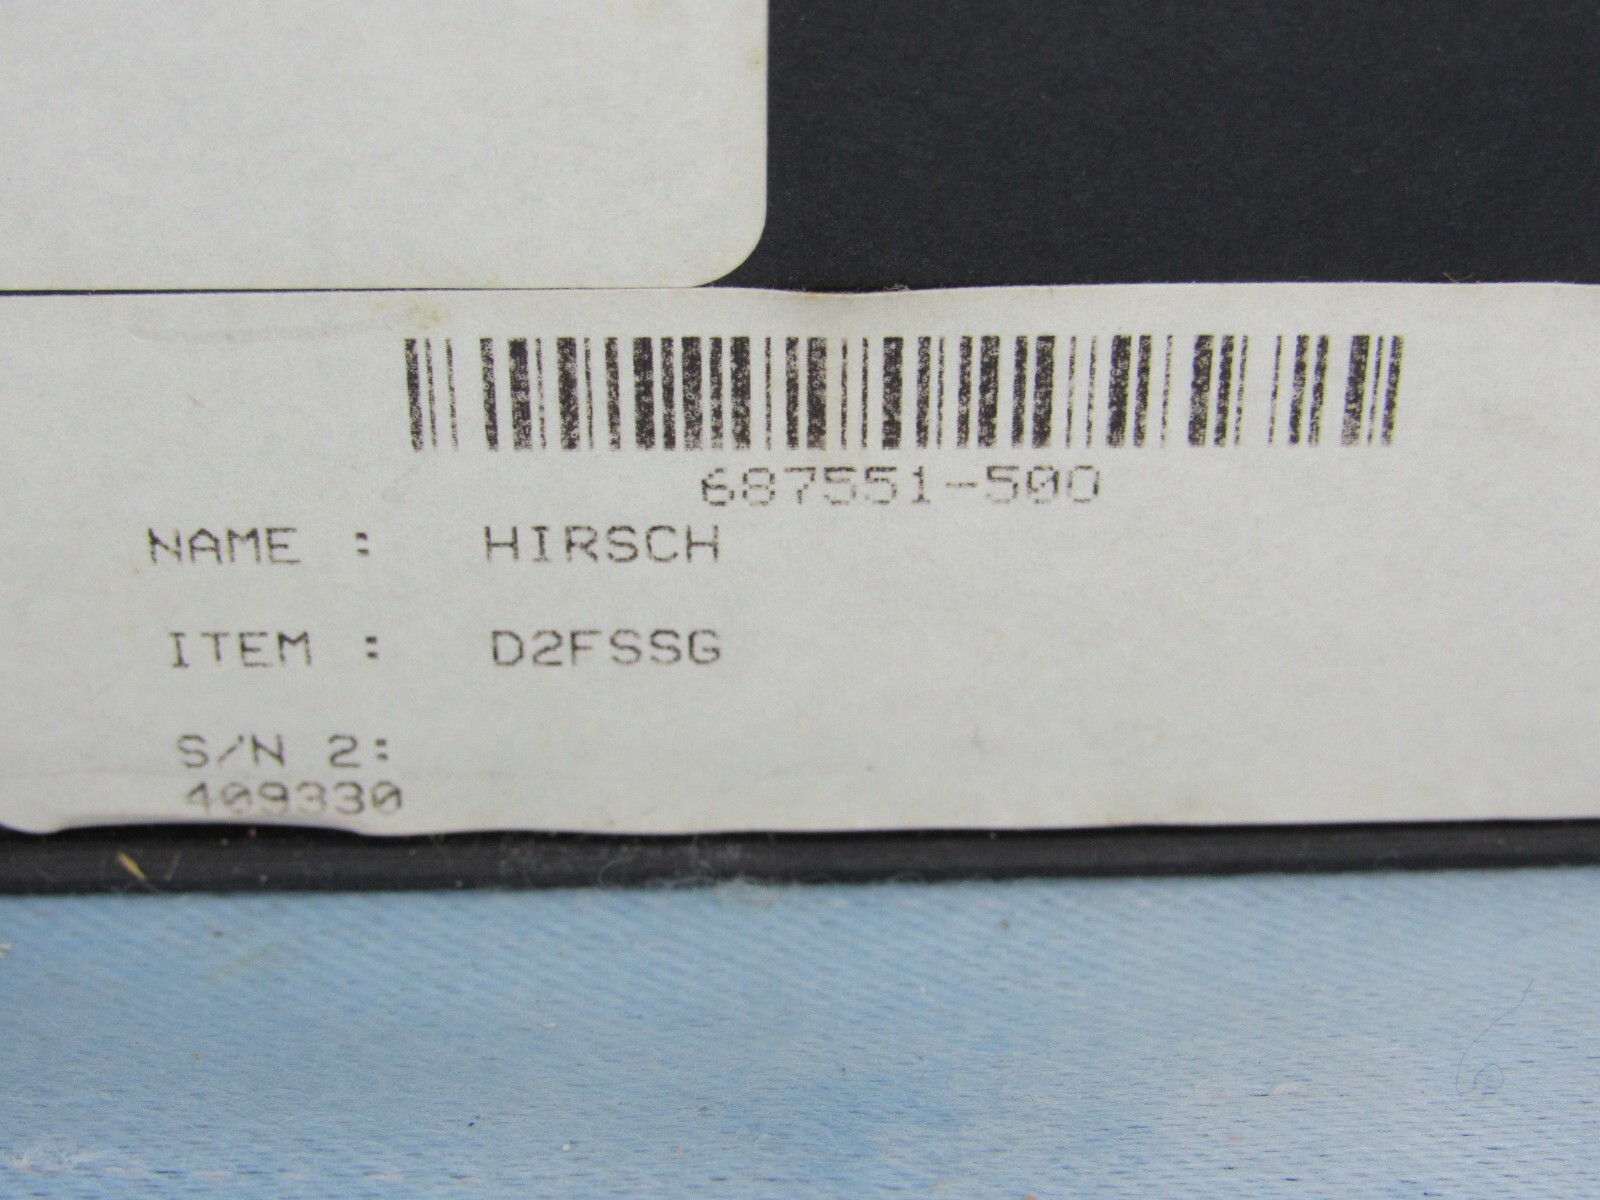 687551-500
NAME : HIRSCH
ITEM : D2FSSG
S/N 2:
409330